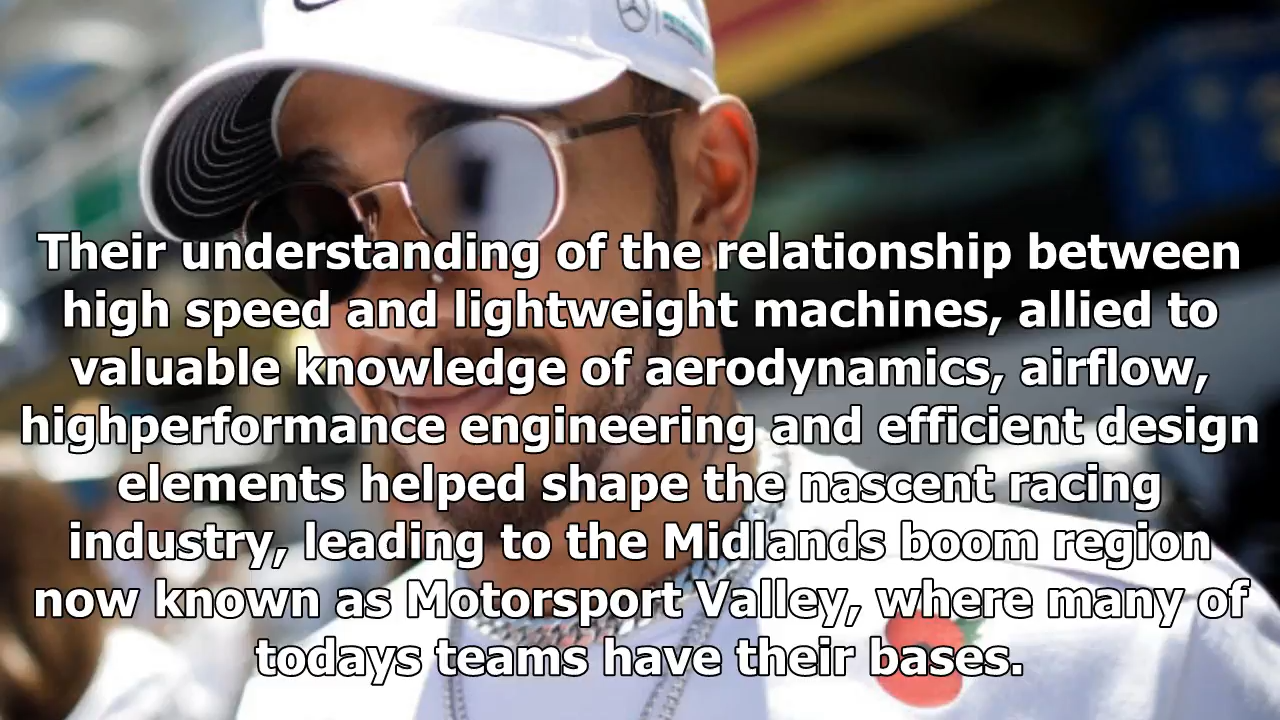 Their understanding of the relationship between
high speed and lightweight machines, allied to
valuable knowledge of aerodynamics, airflow,
highperformance engineering and efficient design
elements helped shape the nascent racing
industry, leading to the Midlands boom region
now known as Motorsport Valley, where many of
todays teams have their bases.